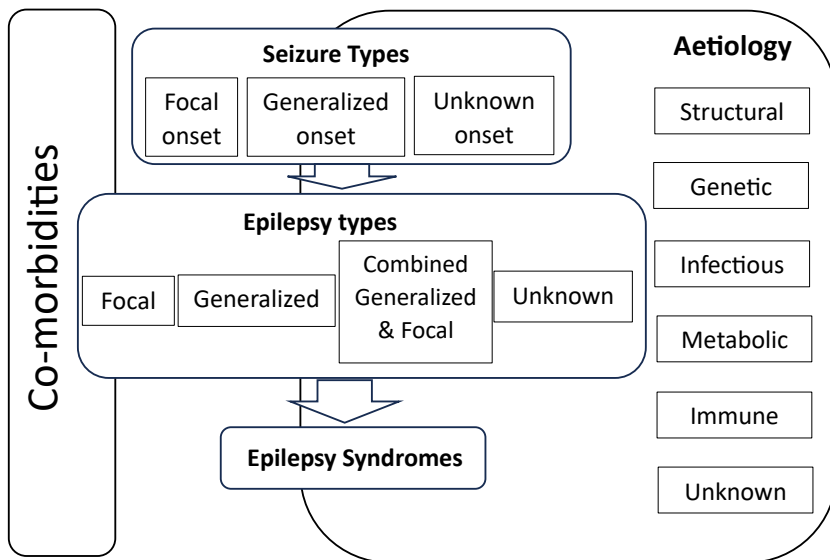 Co-morbidities
Seizure Types
Focal
onset
Generalized
onset
Unknown
onset
Epilepsy types
Focal
Generalized
Combined
Generalized
& Focal
Unknown
Epilepsy Syndromes
Aetiology
Structural
Genetic
Infectious
Metabolic
Immune
Unknown